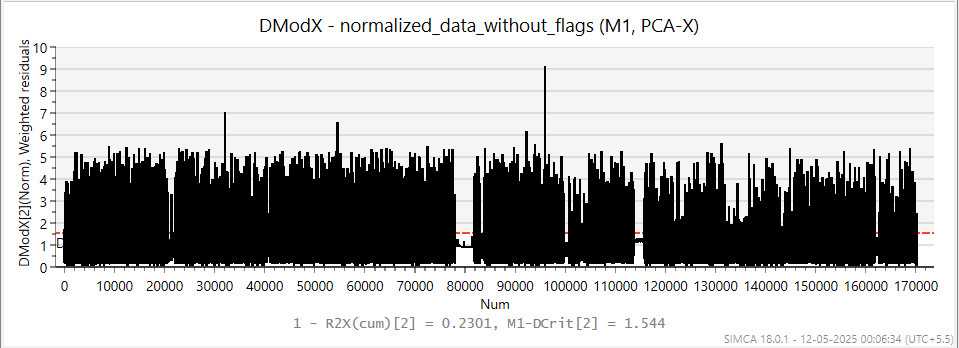 DModX - normalized_data_without_flags (M1, PCA-X)
DModX[2](Norm), Weighted residuals
10
9
8
7
6
5
4
3
2
1
0
D
0 10000 20000 30000 40000 50000 60000 70000 80000 90000 100000 110000 120000 130000 140000 150000 160000 170000
Num
1 - R2X(cum)[2] = 0.2301, M1-DCrit[2] = 1.544
SIMCA 18.0.1 - 12-05-2025 00:06:34 (UTC+5.5)